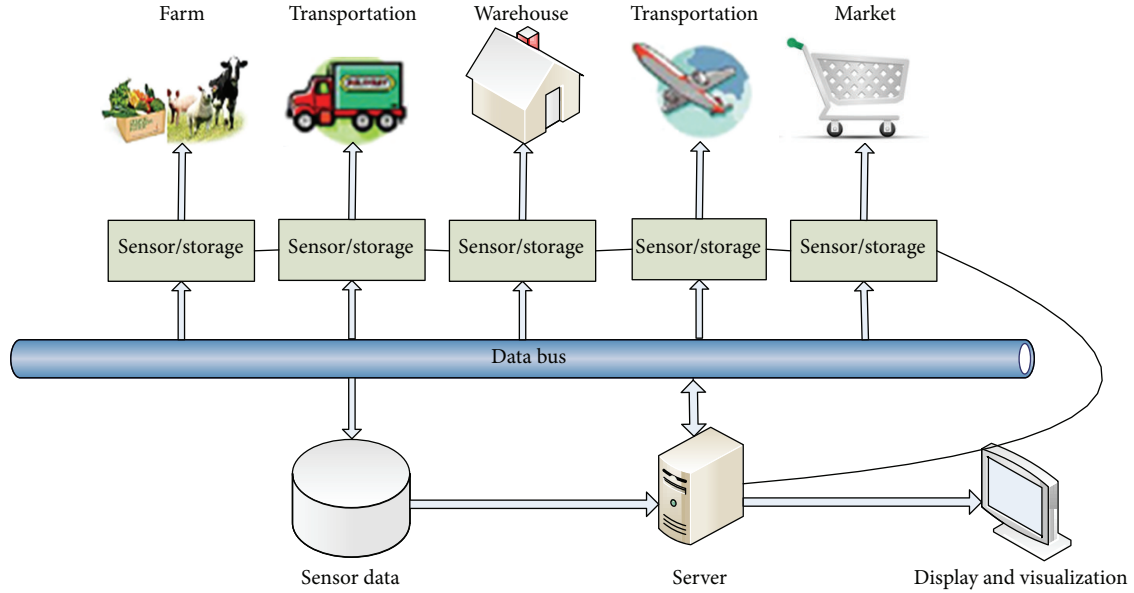 Farm
Transportation
Warehouse
Transportation
Market
Sensor/storage
Sensor/storage
Sensor/storage
Sensor/storage
Sensor/storage
Data bus
Sensor data
Server
Display and visualization